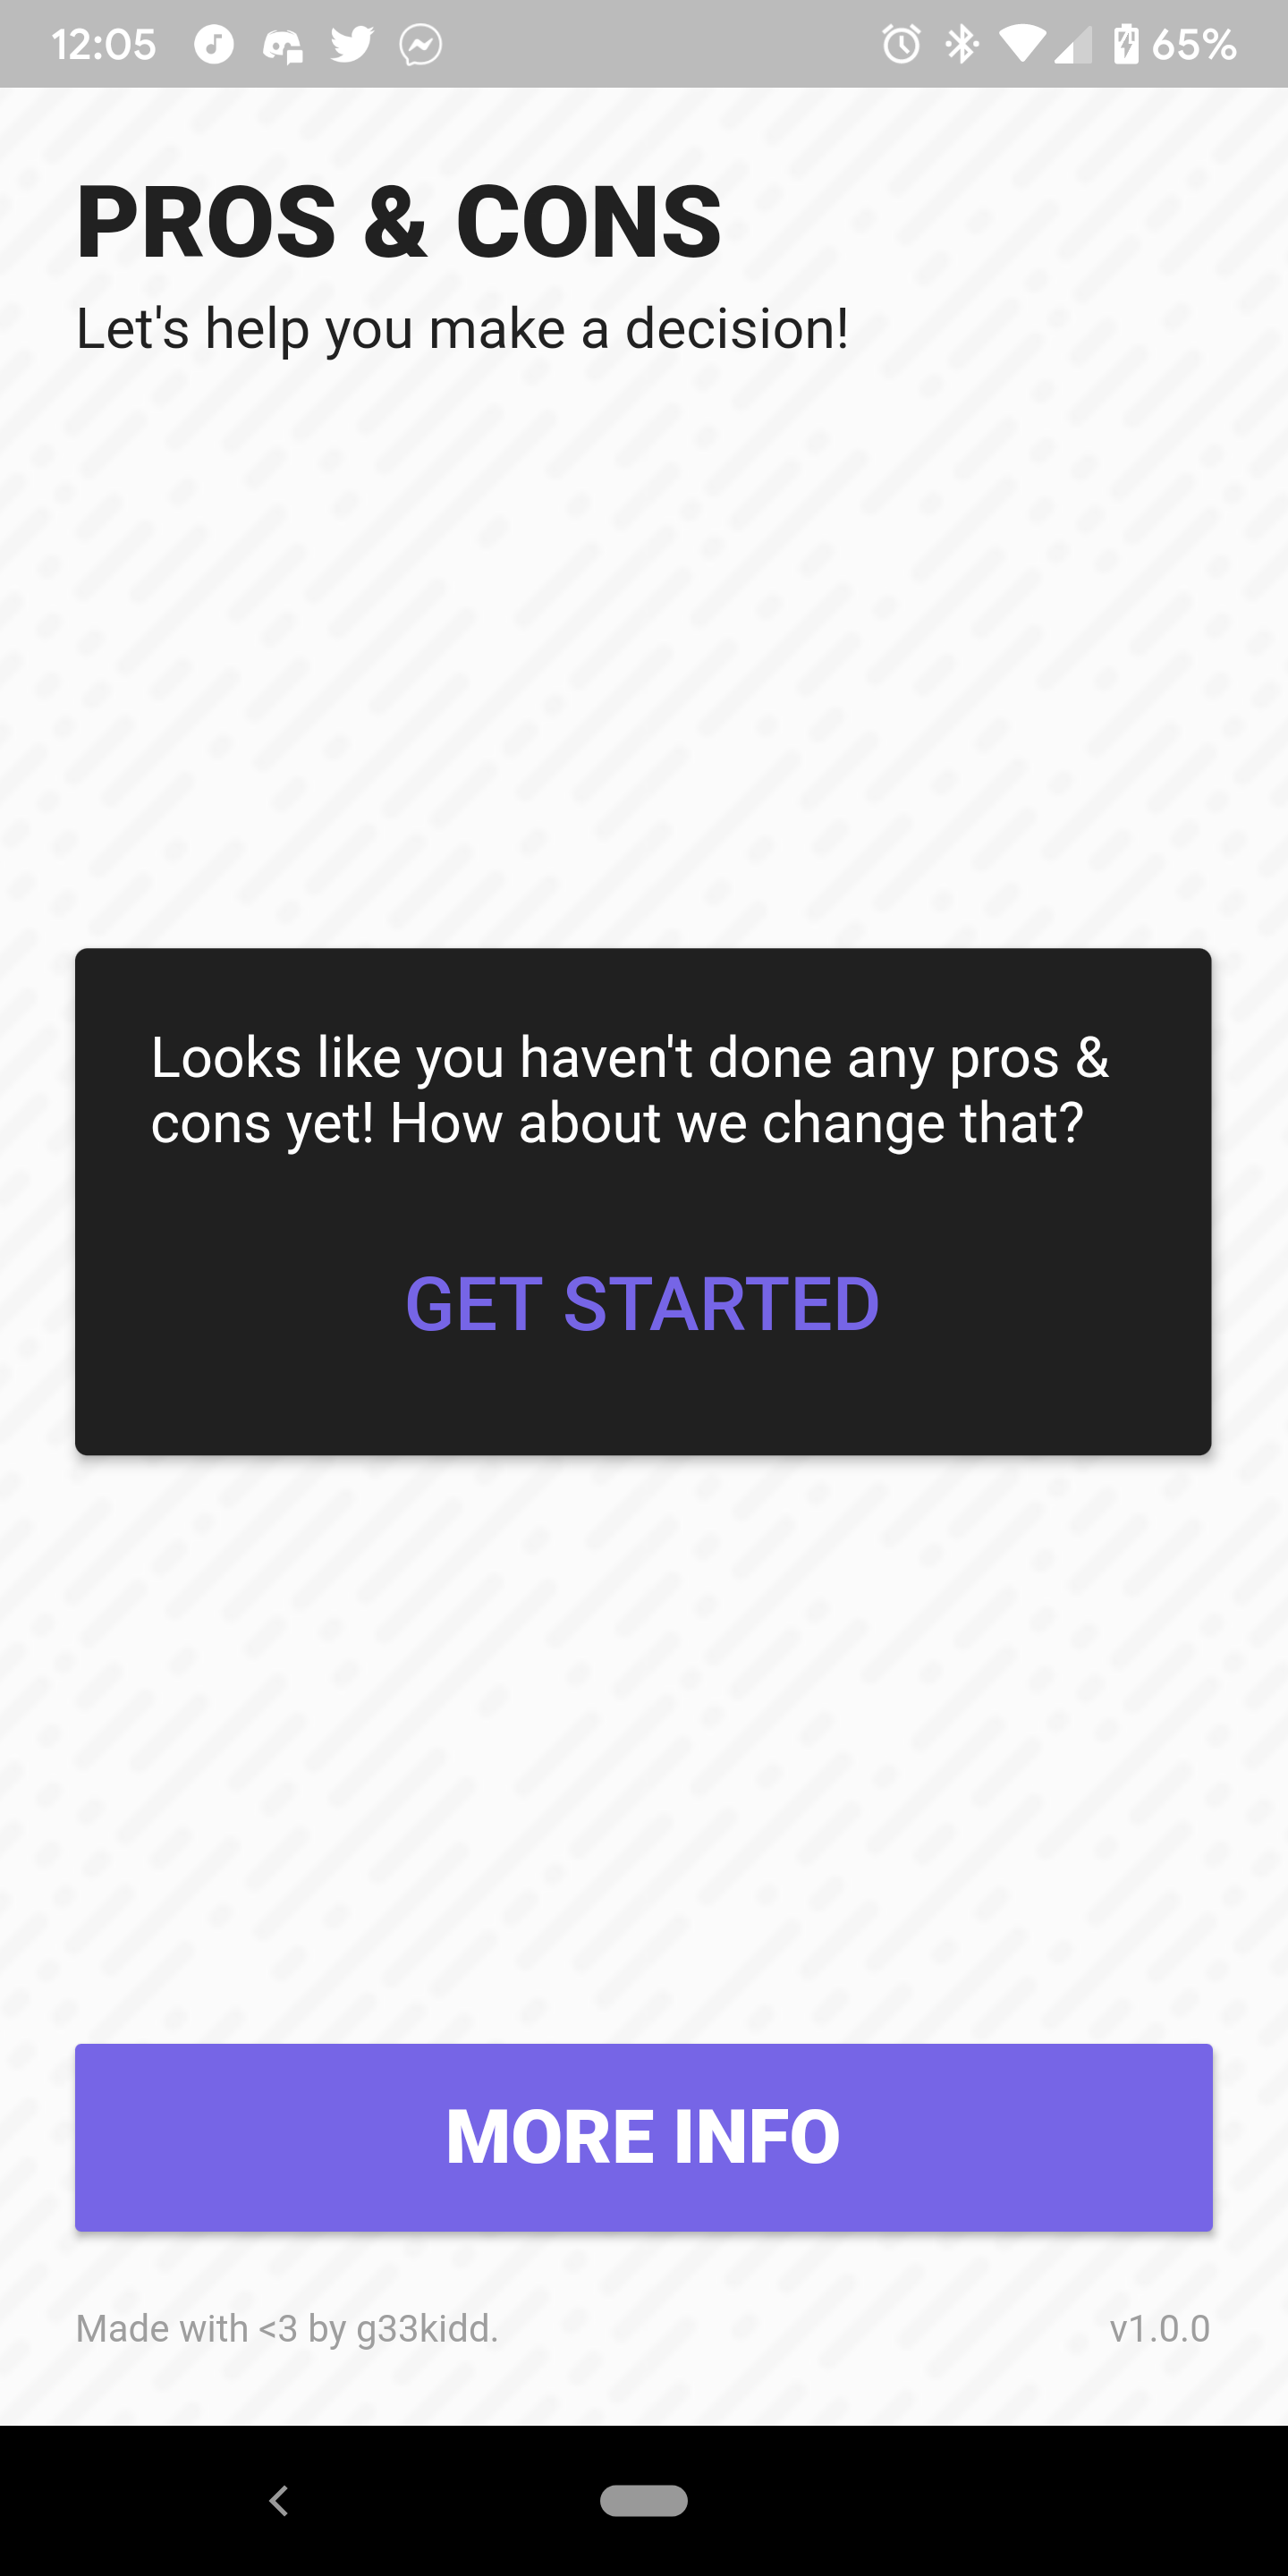 12:05 65%
PROS & CONS
Let's help you make a decision!
Looks like you haven't done any pros &
cons yet! How about we change that?
GET STARTED
MORE INFO
Made with <3 by g33kidd. v1.0.0